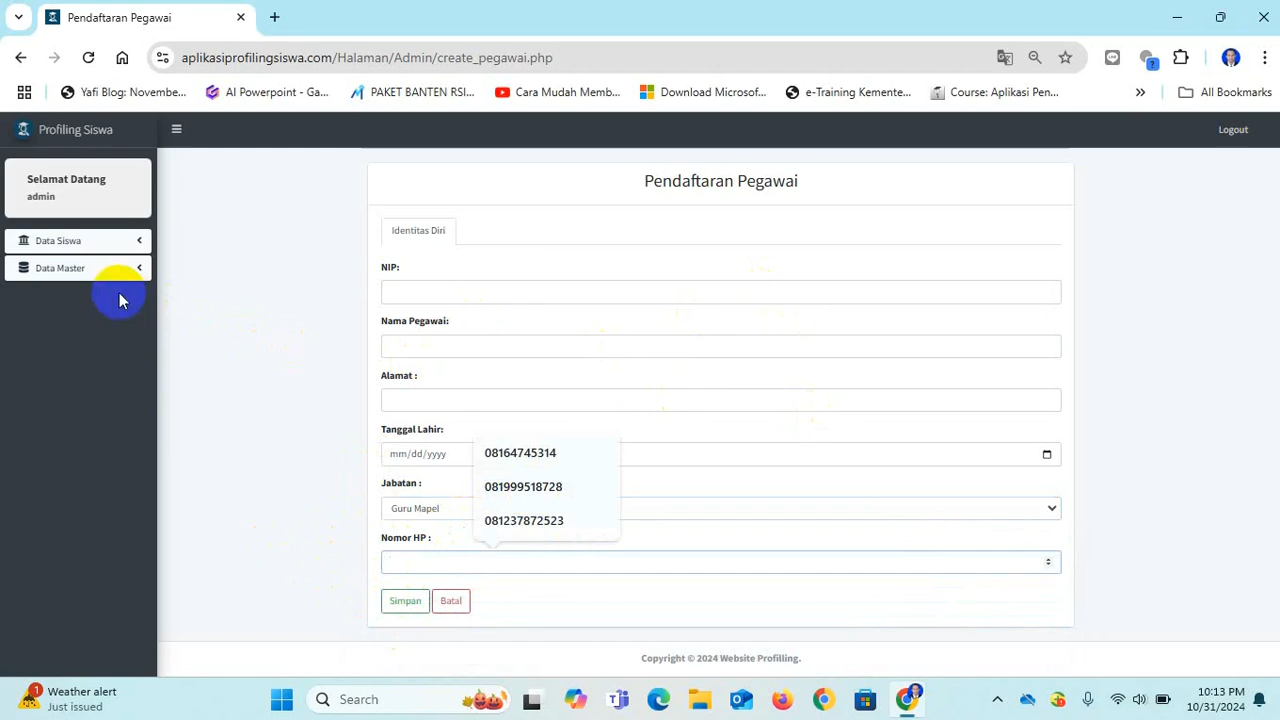 Pendaftaran Pegawai
aplikasiprofilingsiswa.com/Halaman/Admin/create_pegawai.php
Yafi Blog: Novembe...
AI Powerpoint - Ga...
PAKET BANTEN RSI...
Cara Mudah Memb...
Download Microsof...
e-Training Kemente...
Course: Aplikasi Pen...
All Bookmarks
Profiling Siswa
Logout
Selamat Datang
admin
Data Siswa
Data Master
Pendaftaran Pegawai
Identitas Diri
NIP:
Nama Pegawai:
Alamat :
Tanggal Lahir:
mm/dd/yyyy
08164745314
081999518728
081237872523
Jabatan :
Guru Mapel
Nomor HP :
Simpan
Batal
Copyright © 2024 Website Profilling.
1
Weather alert
Just issued
Search
10:13 PM
10/31/2024